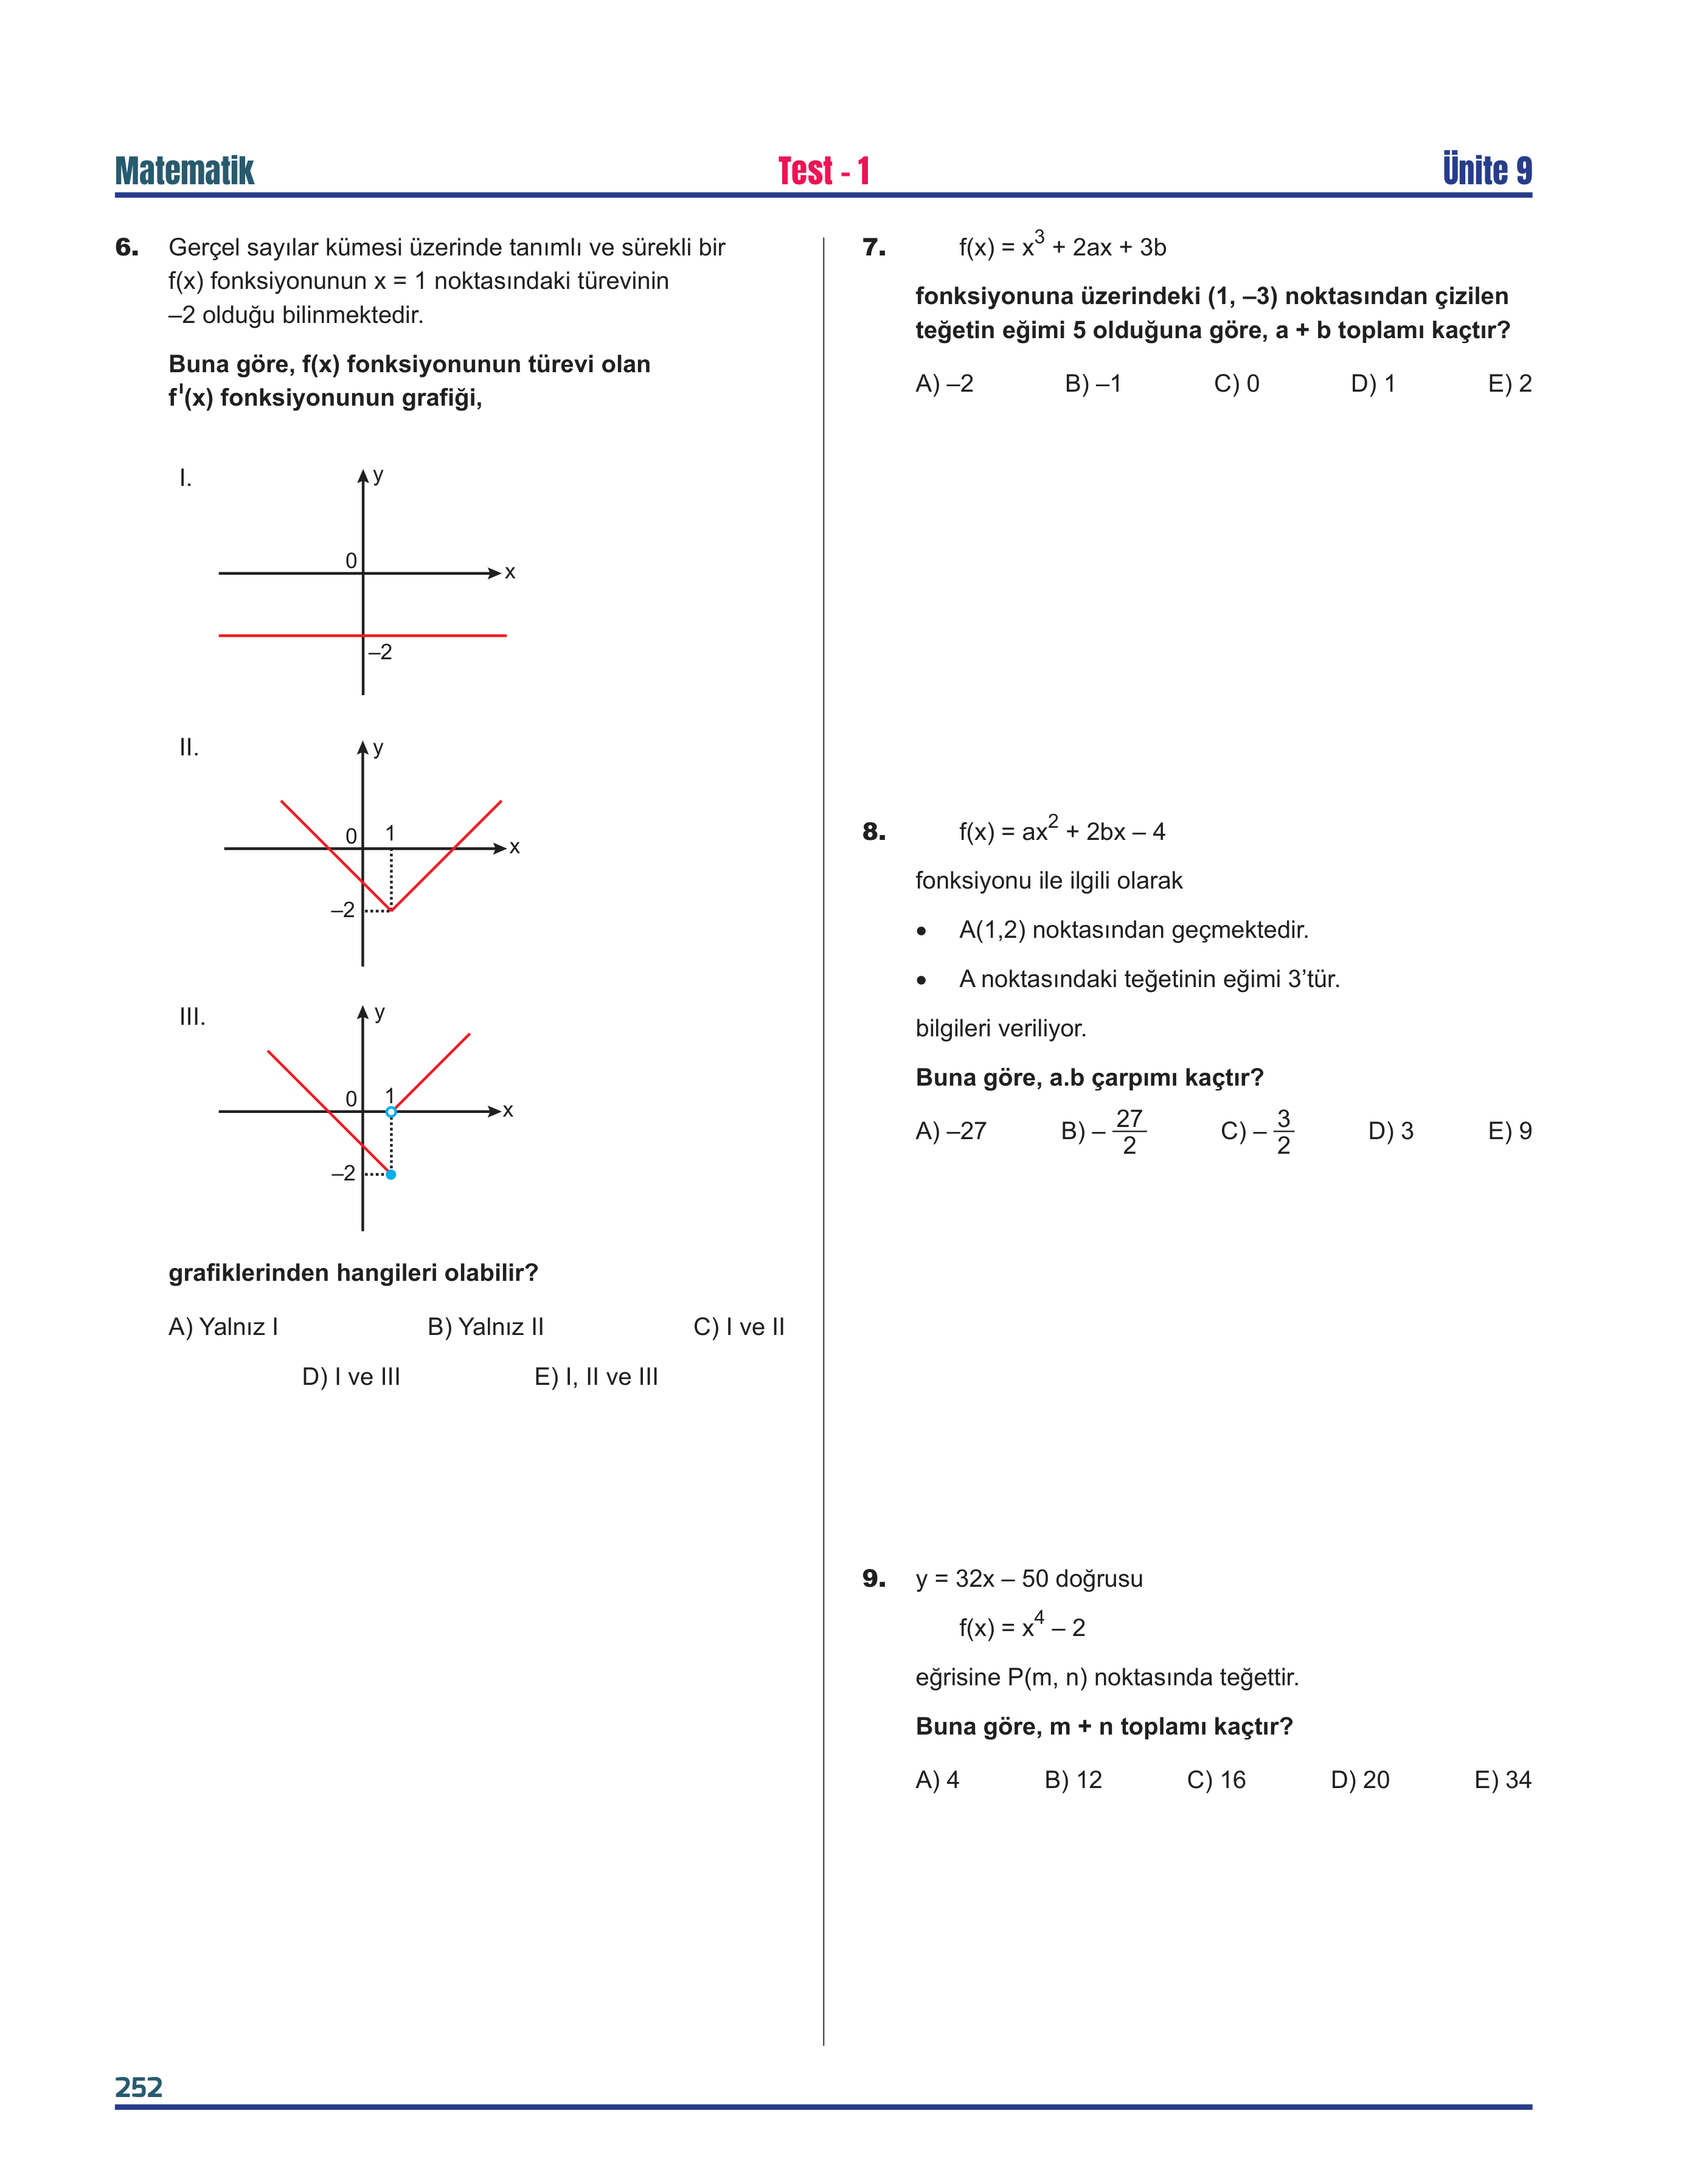 Matematik
Test - 1
Ünite 9
6. Gerçel sayılar kümesi üzerinde tanımlı ve sürekli bir
f(x) fonksiyonunun x = 1 noktasındaki türevinin
–2 olduğu bilinmektedir.
Buna göre, f(x) fonksiyonunun türevi olan
fᴵ(x) fonksiyonunun grafiği,
I.
y
0
x
–2
II.
y
0 1
x
–2
III.
y
0 1
x
–2
grafiklerinden hangileri olabilir?
A) Yalnız I B) Yalnız II C) I ve II
D) I ve III E) I, II ve III
7. f(x) = x³ + 2ax + 3b
fonksiyonuna üzerindeki (1, –3) noktasından çizilen
teğetin eğimi 5 olduğuna göre, a + b toplamı kaçtır?
A) –2 B) –1 C) 0 D) 1 E) 2
8. f(x) = ax² + 2bx – 4
fonksiyonu ile ilgili olarak
• A(1,2) noktasından geçmektedir.
• A noktasındaki teğetinin eğimi 3’tür.
bilgileri veriliyor.
Buna göre, a.b çarpımı kaçtır?
A) –27 B) – 27/2 C) – 3/2 D) 3 E) 9
9. y = 32x – 50 doğrusu
f(x) = x⁴ – 2
eğrisine P(m, n) noktasında teğettir.
Buna göre, m + n toplamı kaçtır?
A) 4 B) 12 C) 16 D) 20 E) 34
252